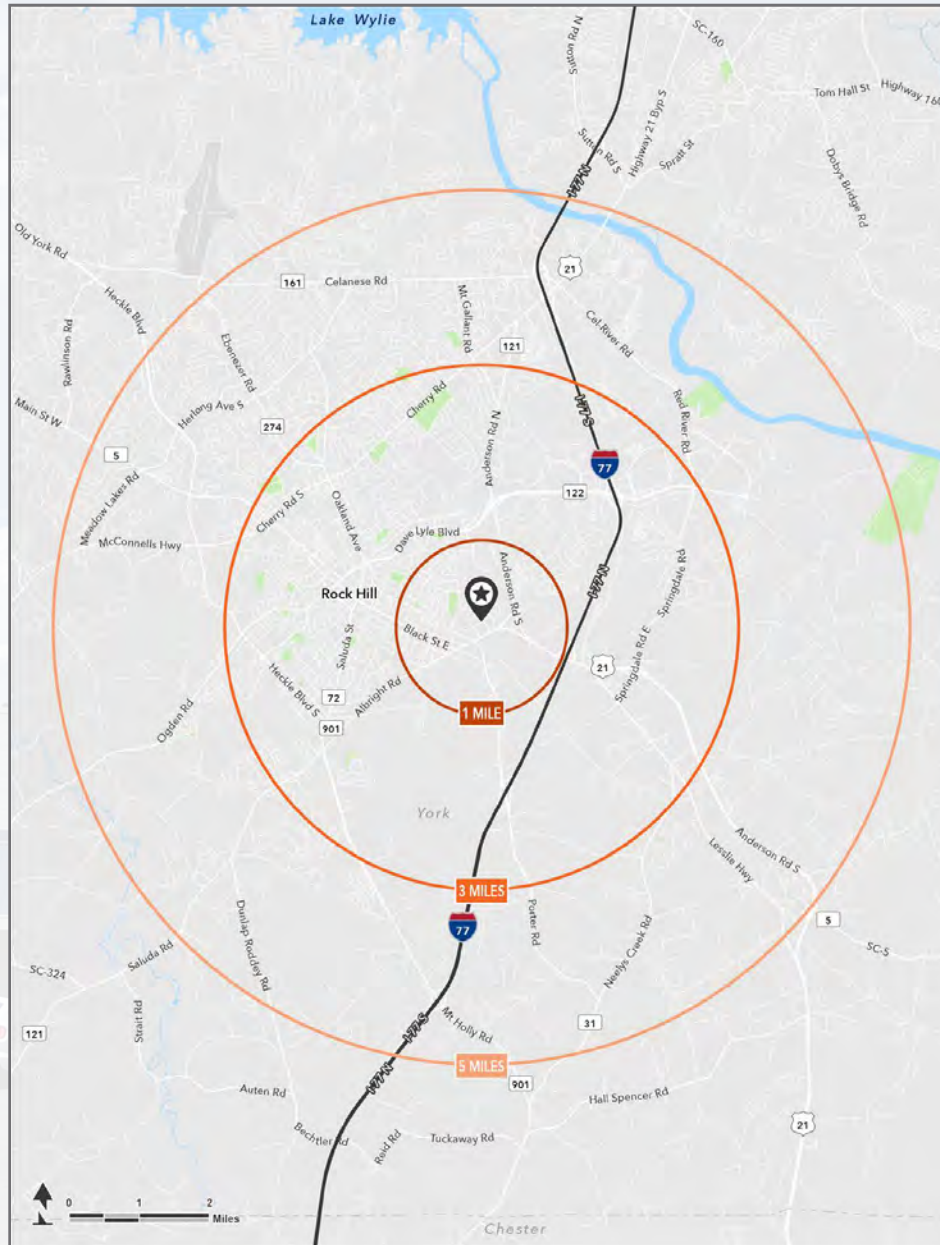 Lake Wylie
Sutton Rd N
SC-160
Tom Hall St
Highway 160
Highway 21 Byp S
Sutton Rd S
Spratt St
Dobys Bridge Rd
I-77 N
Old York Rd
21
161
Celanese Rd
Heckle Blvd
Mt Gallant Rd
Cel River Rd
Rawlinson Rd
Ebenezer Rd
121
Main St W
Herlong Ave S
Cherry Rd
I-77 S
Red River Rd
274
Anderson Rd N
5
77
Meadow Lakes Rd
122
Cherry Rd S
Oakland Ave
McConnells Hwy
Dave Lyle Blvd
Anderson Rd S
I-77 N
Springdale Rd
Rock Hill
Saluda St
Black St E
Springdale Rd E
21
Heckle Blvd S
72
Albright Rd
1 MILE
Ogden Rd
901
York
Anderson Rd S
Lesslie Hwy
3 MILES
Dunlap Roddey Rd
Porter Rd
77
5
Saluda Rd
SC-5
SC-324
Neelys Creek Rd
Strait Rd
I-77 S
Mt Holly Rd
31
121
5 MILES
I-77 N
901
Auten Rd
Hall Spencer Rd
Bechtler Rd
Reid Rd
Tuckaway Rd
21
0 1 2
Miles
Chester